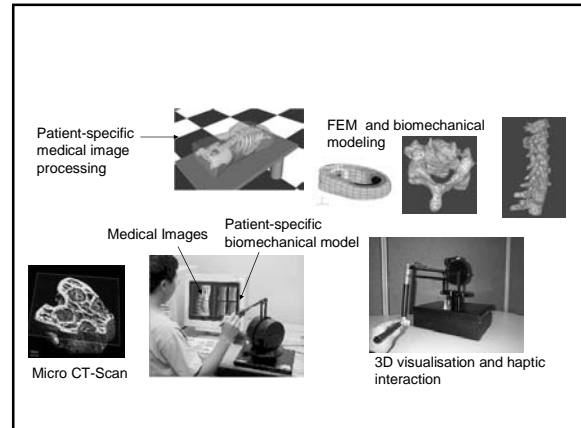 Patient-specific
medical image
processing
FEM and biomechanical
modeling
Medical Images
Patient-specific
biomechanical model
Micro CT-Scan
3D visualisation and haptic
interaction